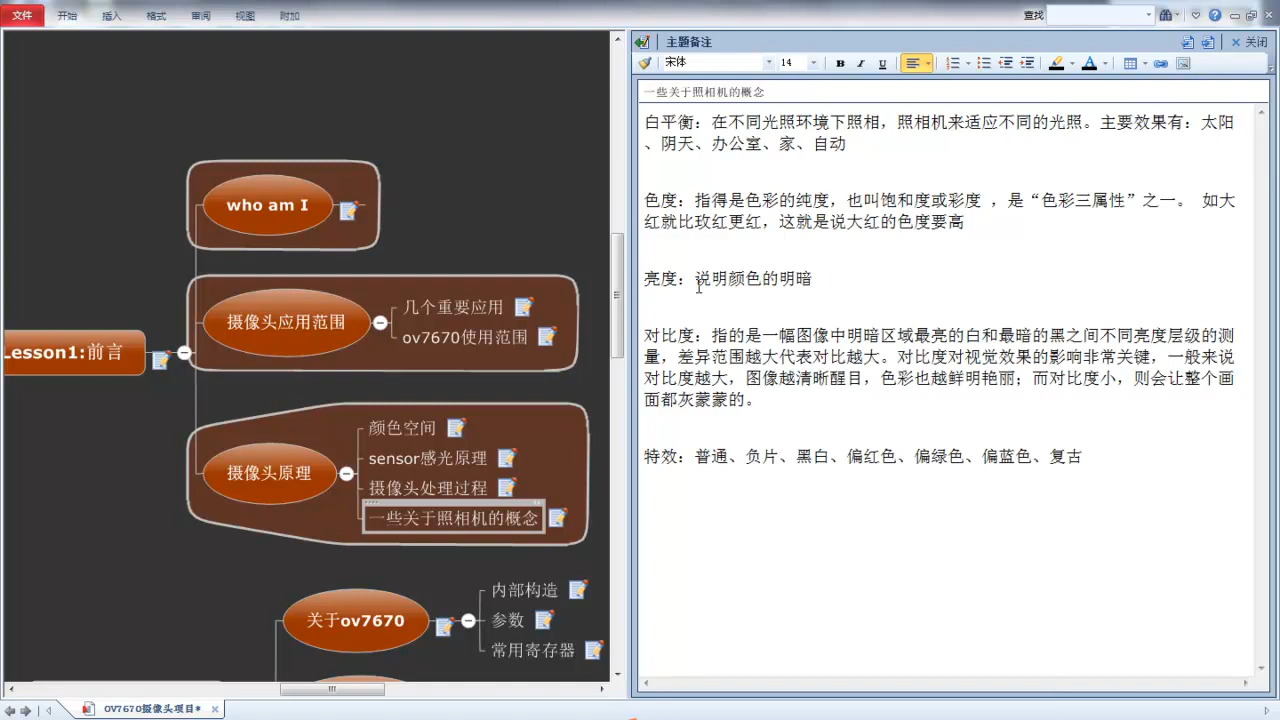 文件 开始 插入 格式 审阅 视图 附加 查找
主题备注 关闭
宋体 14 B I U
一些关于照相机的概念
白平衡：在不同光照环境下照相，照相机来适应不同的光照。主要效果有：太阳
、阴天、办公室、家、自动
色度：指得是色彩的纯度，也叫饱和度或彩度 ，是“色彩三属性”之一。 如大
红就比玫红更红，这就是说大红的色度要高
亮度：说明颜色的明暗
对比度：指的是一幅图像中明暗区域最亮的白和最暗的黑之间不同亮度层级的测
量，差异范围越大代表对比越大。对比度对视觉效果的影响非常关键，一般来说
对比度越大，图像越清晰醒目，色彩也越鲜明艳丽；而对比度小，则会让整个画
面都灰蒙蒙的。
特效：普通、负片、黑白、偏红色、偏绿色、偏蓝色、复古
who am I
摄像头应用范围
几个重要应用
ov7670使用范围
Lesson1:前言
摄像头原理
颜色空间
sensor感光原理
摄像头处理过程
一些关于照相机的概念
关于ov7670
内部构造
参数
常用寄存器
OV7670摄像头项目*